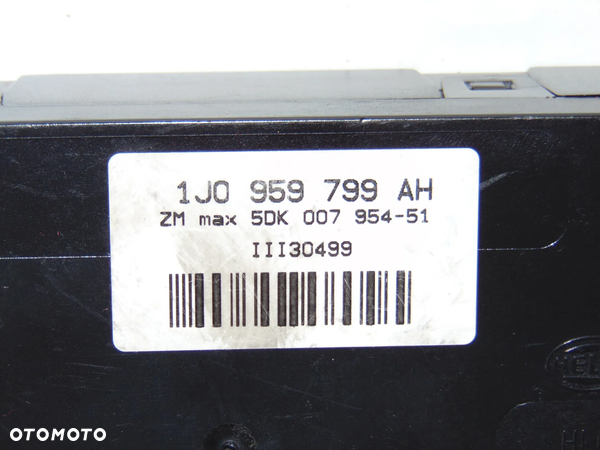 1J0 959 799 AH
ZM max 5DK 007 954-51
III30499
OTOMOTO